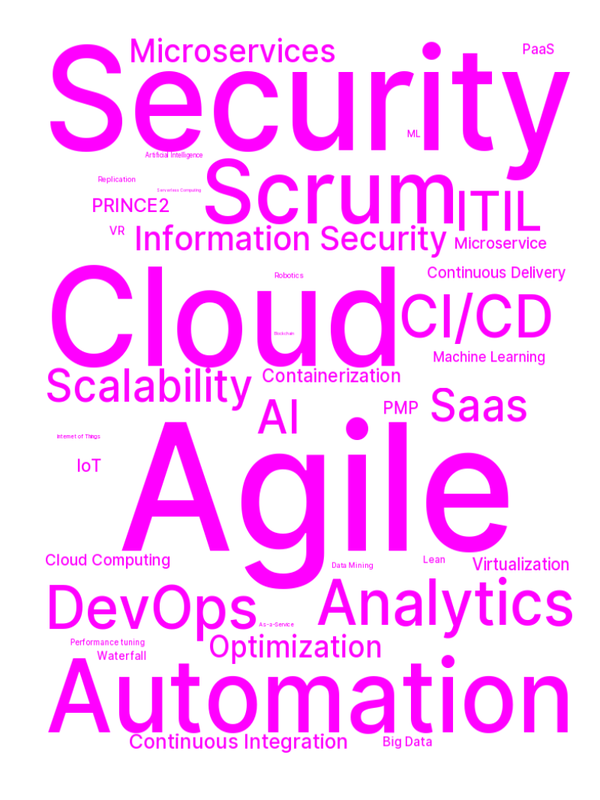 Microservices
PaaS
Security
ML
Artificial Intelligence
Scrum
Replication
Serverless Computing
PRINCE2
ITIL
VR
Information Security
Microservice
Cloud
Robotics
Continuous Delivery
CI/CD
Blockchain
Machine Learning
Scalability
Containerization
AI
PMP
Saas
Internet of Things
IoT
Agile
Cloud Computing
Data Mining
Lean
Virtualization
DevOps
As-a-Service
Analytics
Performance tuning
Waterfall
Optimization
Automation
Continuous Integration
Big Data